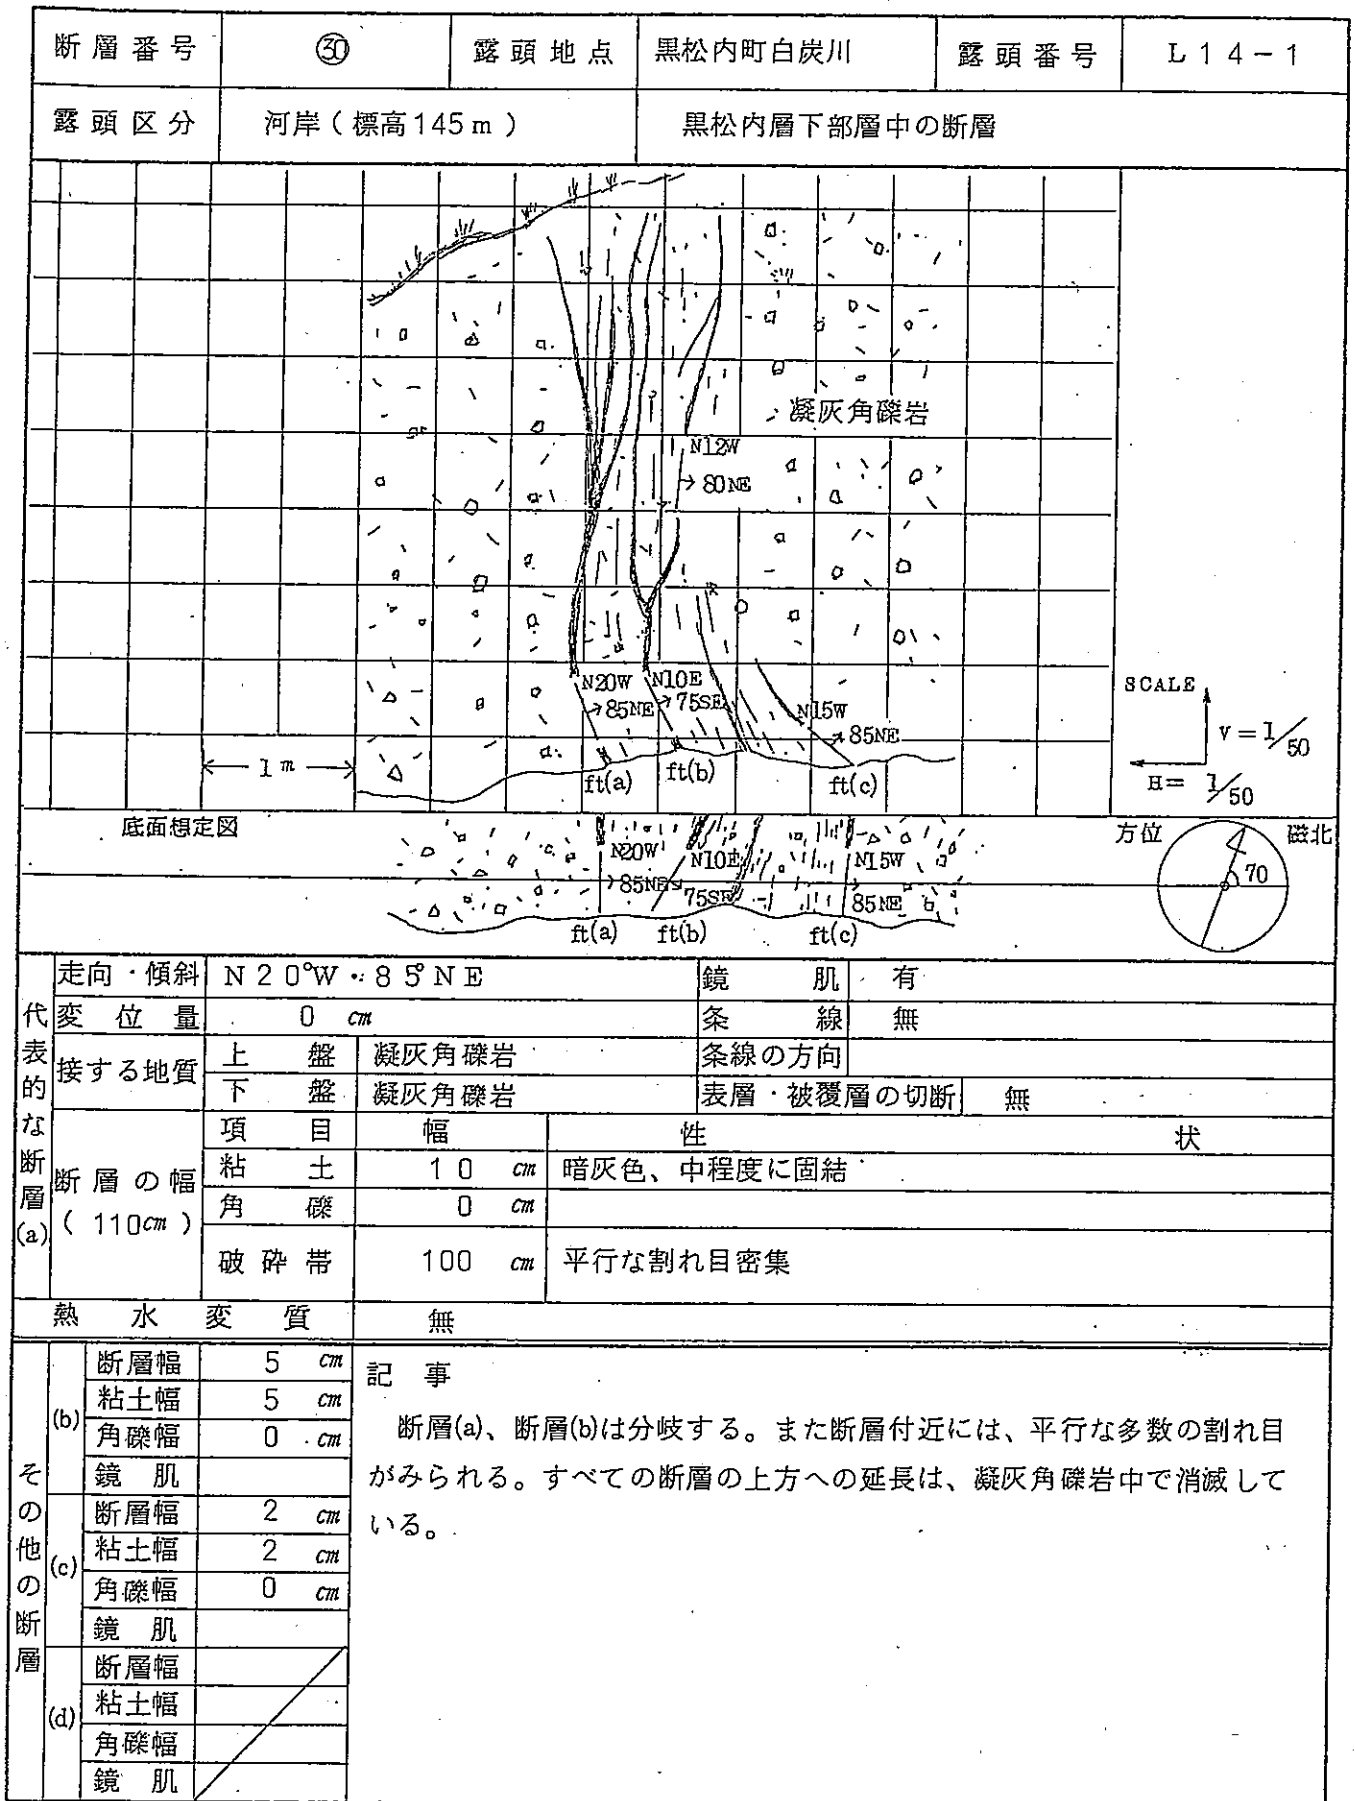 断層番号 ㉚ 露頭地点 黒松内町白炭川 露頭番号 L14-1
露頭区分 河岸(標高145m) 黒松内層下部層中の断層
凝灰角礫岩
N12W
80NE
N20W N10E
85NE 75SE
N15W
85NE
1m
ft(a) ft(b) ft(c)
SCALE
V=1/50
H=1/50
底面想定図
N20W N10E N15W
85NE 75SE 85NE
ft(a) ft(b) ft(c)
方位 磁北
70
代表的な断層(a)
走向・傾斜 N20°W・85°NE 鏡肌 有
変位量 0 cm 条線 無
接する地質 上盤 凝灰角礫岩 条線の方向
下盤 凝灰角礫岩 表層・被覆層の切断 無
断層の幅(110cm)
項目 幅 性状
粘土 10 cm 暗灰色、中程度に固結
角礫 0 cm
破砕帯 100 cm 平行な割れ目密集
熱水変質 無
その他の断層
(b) 断層幅 5 cm
粘土幅 5 cm
角礫幅 0 cm
鏡肌
(c) 断層幅 2 cm
粘土幅 2 cm
角礫幅 0 cm
鏡肌
(d) 断層幅
粘土幅
角礫幅
鏡肌
記事
断層(a)、断層(b)は分岐する。また断層付近には、平行な多数の割れ目
がみられる。すべての断層の上方への延長は、凝灰角礫岩中で消滅して
いる。